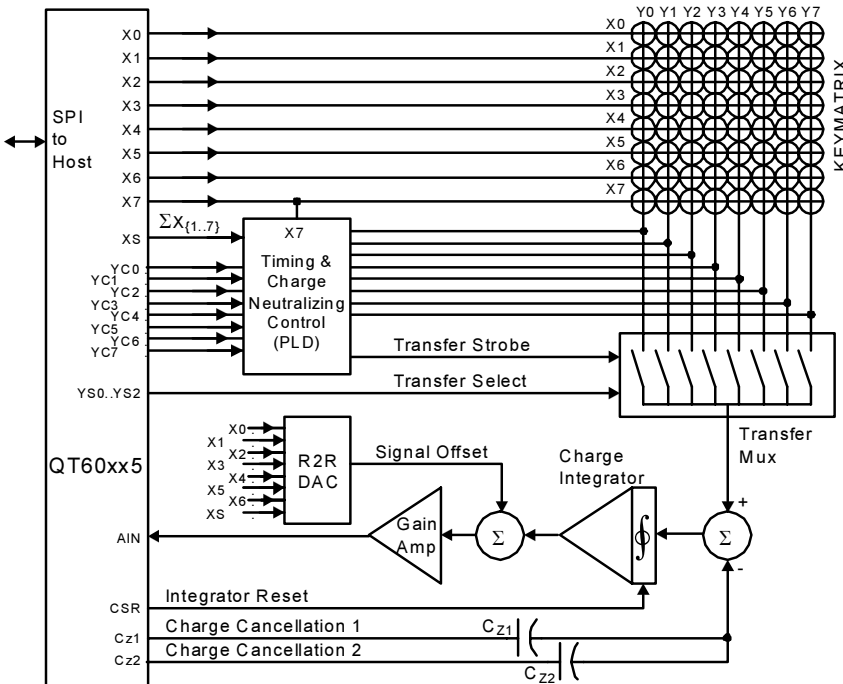 Y0 Y1 Y2 Y3 Y4 Y5 Y6 Y7
X0 X0
X1 X1
X2 X2
X3 X3
X4 X4
X5 X5
X6 X6
X7 X7
KEYMATRIX
SPI
to
Host
ΣX{1..7}
XS
X7
Timing &
Charge
Neutralizing
Control
(PLD)
YC0
YC1
YC2
YC3
YC4
YC5
YC6
YC7
Transfer Strobe
YS0..YS2
Transfer Select
Transfer
Mux
QT60xx5
X0
X1
X2
X3
X4
X5
X6
XS
R2R
DAC
Signal Offset
Charge
Integrator
AIN
Gain
Amp
Σ
∮
Σ
+
-
CSR
Integrator Reset
Cz1
Charge Cancellation 1
CZ1
Cz2
Charge Cancellation 2
CZ2